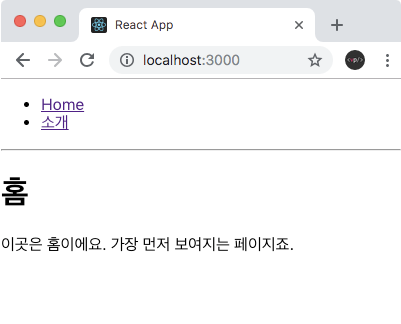 React App
localhost:3000
Home
소개
홈
이곳은 홈이에요. 가장 먼저 보여지는 페이지죠.